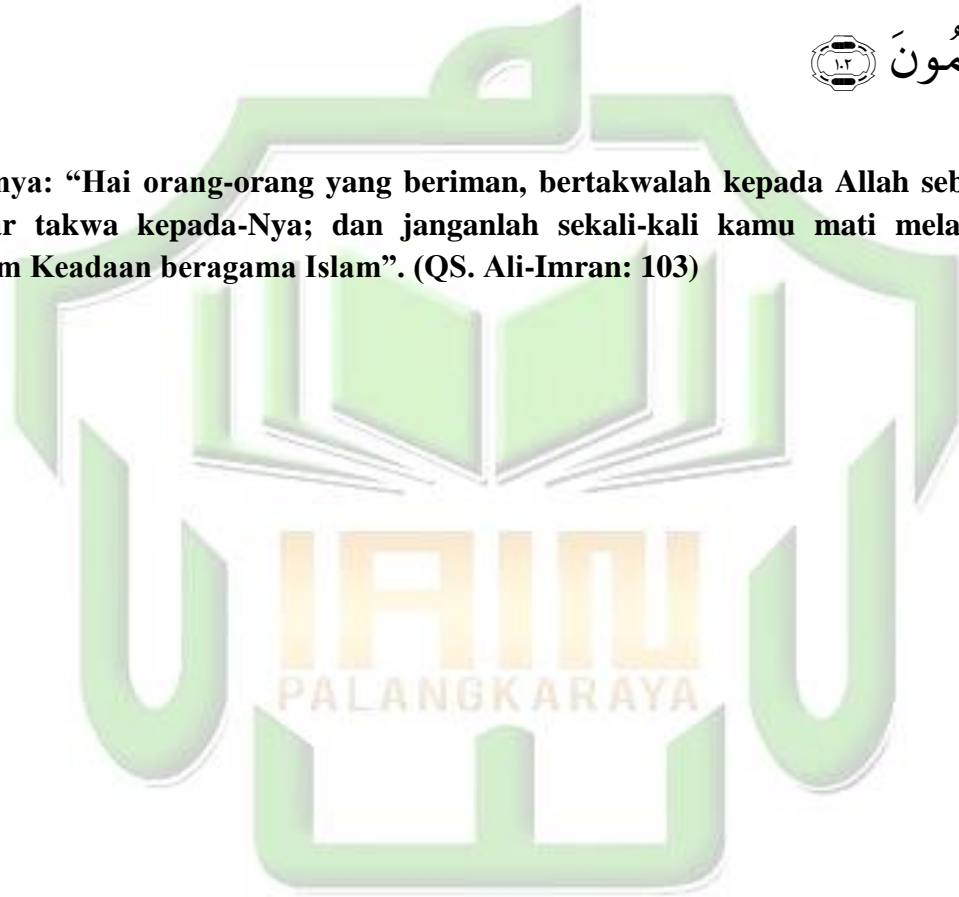 مُونَ ١٠٢
nya: “Hai orang-orang yang beriman, bertakwalah kepada Allah seb
ar takwa kepada-Nya; dan janganlah sekali-kali kamu mati mela
m Keadaan beragama Islam”. (QS. Ali-Imran: 103)
IAIN
PALANGKARAYA